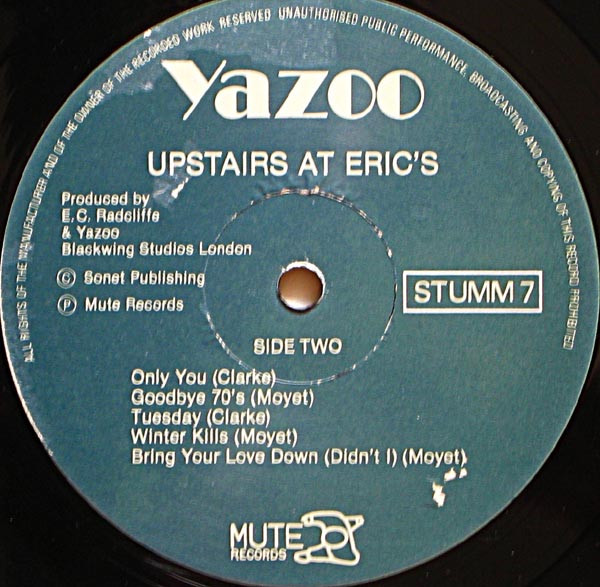 ALL RIGHTS OF THE MANUFACTURER AND OF THE OWNER OF THE RECORDED WORK RESERVED UNAUTHORISED PUBLIC PERFORMANCE, BROADCASTING AND COPYING OF THIS RECORD PROHIBITED
Yazoo
UPSTAIRS AT ERIC'S
Produced by
E.C. Radcliffe
& Yazoo
Blackwing Studios London
© Sonet Publishing
℗ Mute Records
STUMM 7
SIDE TWO
Only You (Clarke)
Goodbye 70's (Moyet)
Tuesday (Clarke)
Winter Kills (Moyet)
Bring Your Love Down (Didn't I) (Moyet)
MUTE
RECORDS